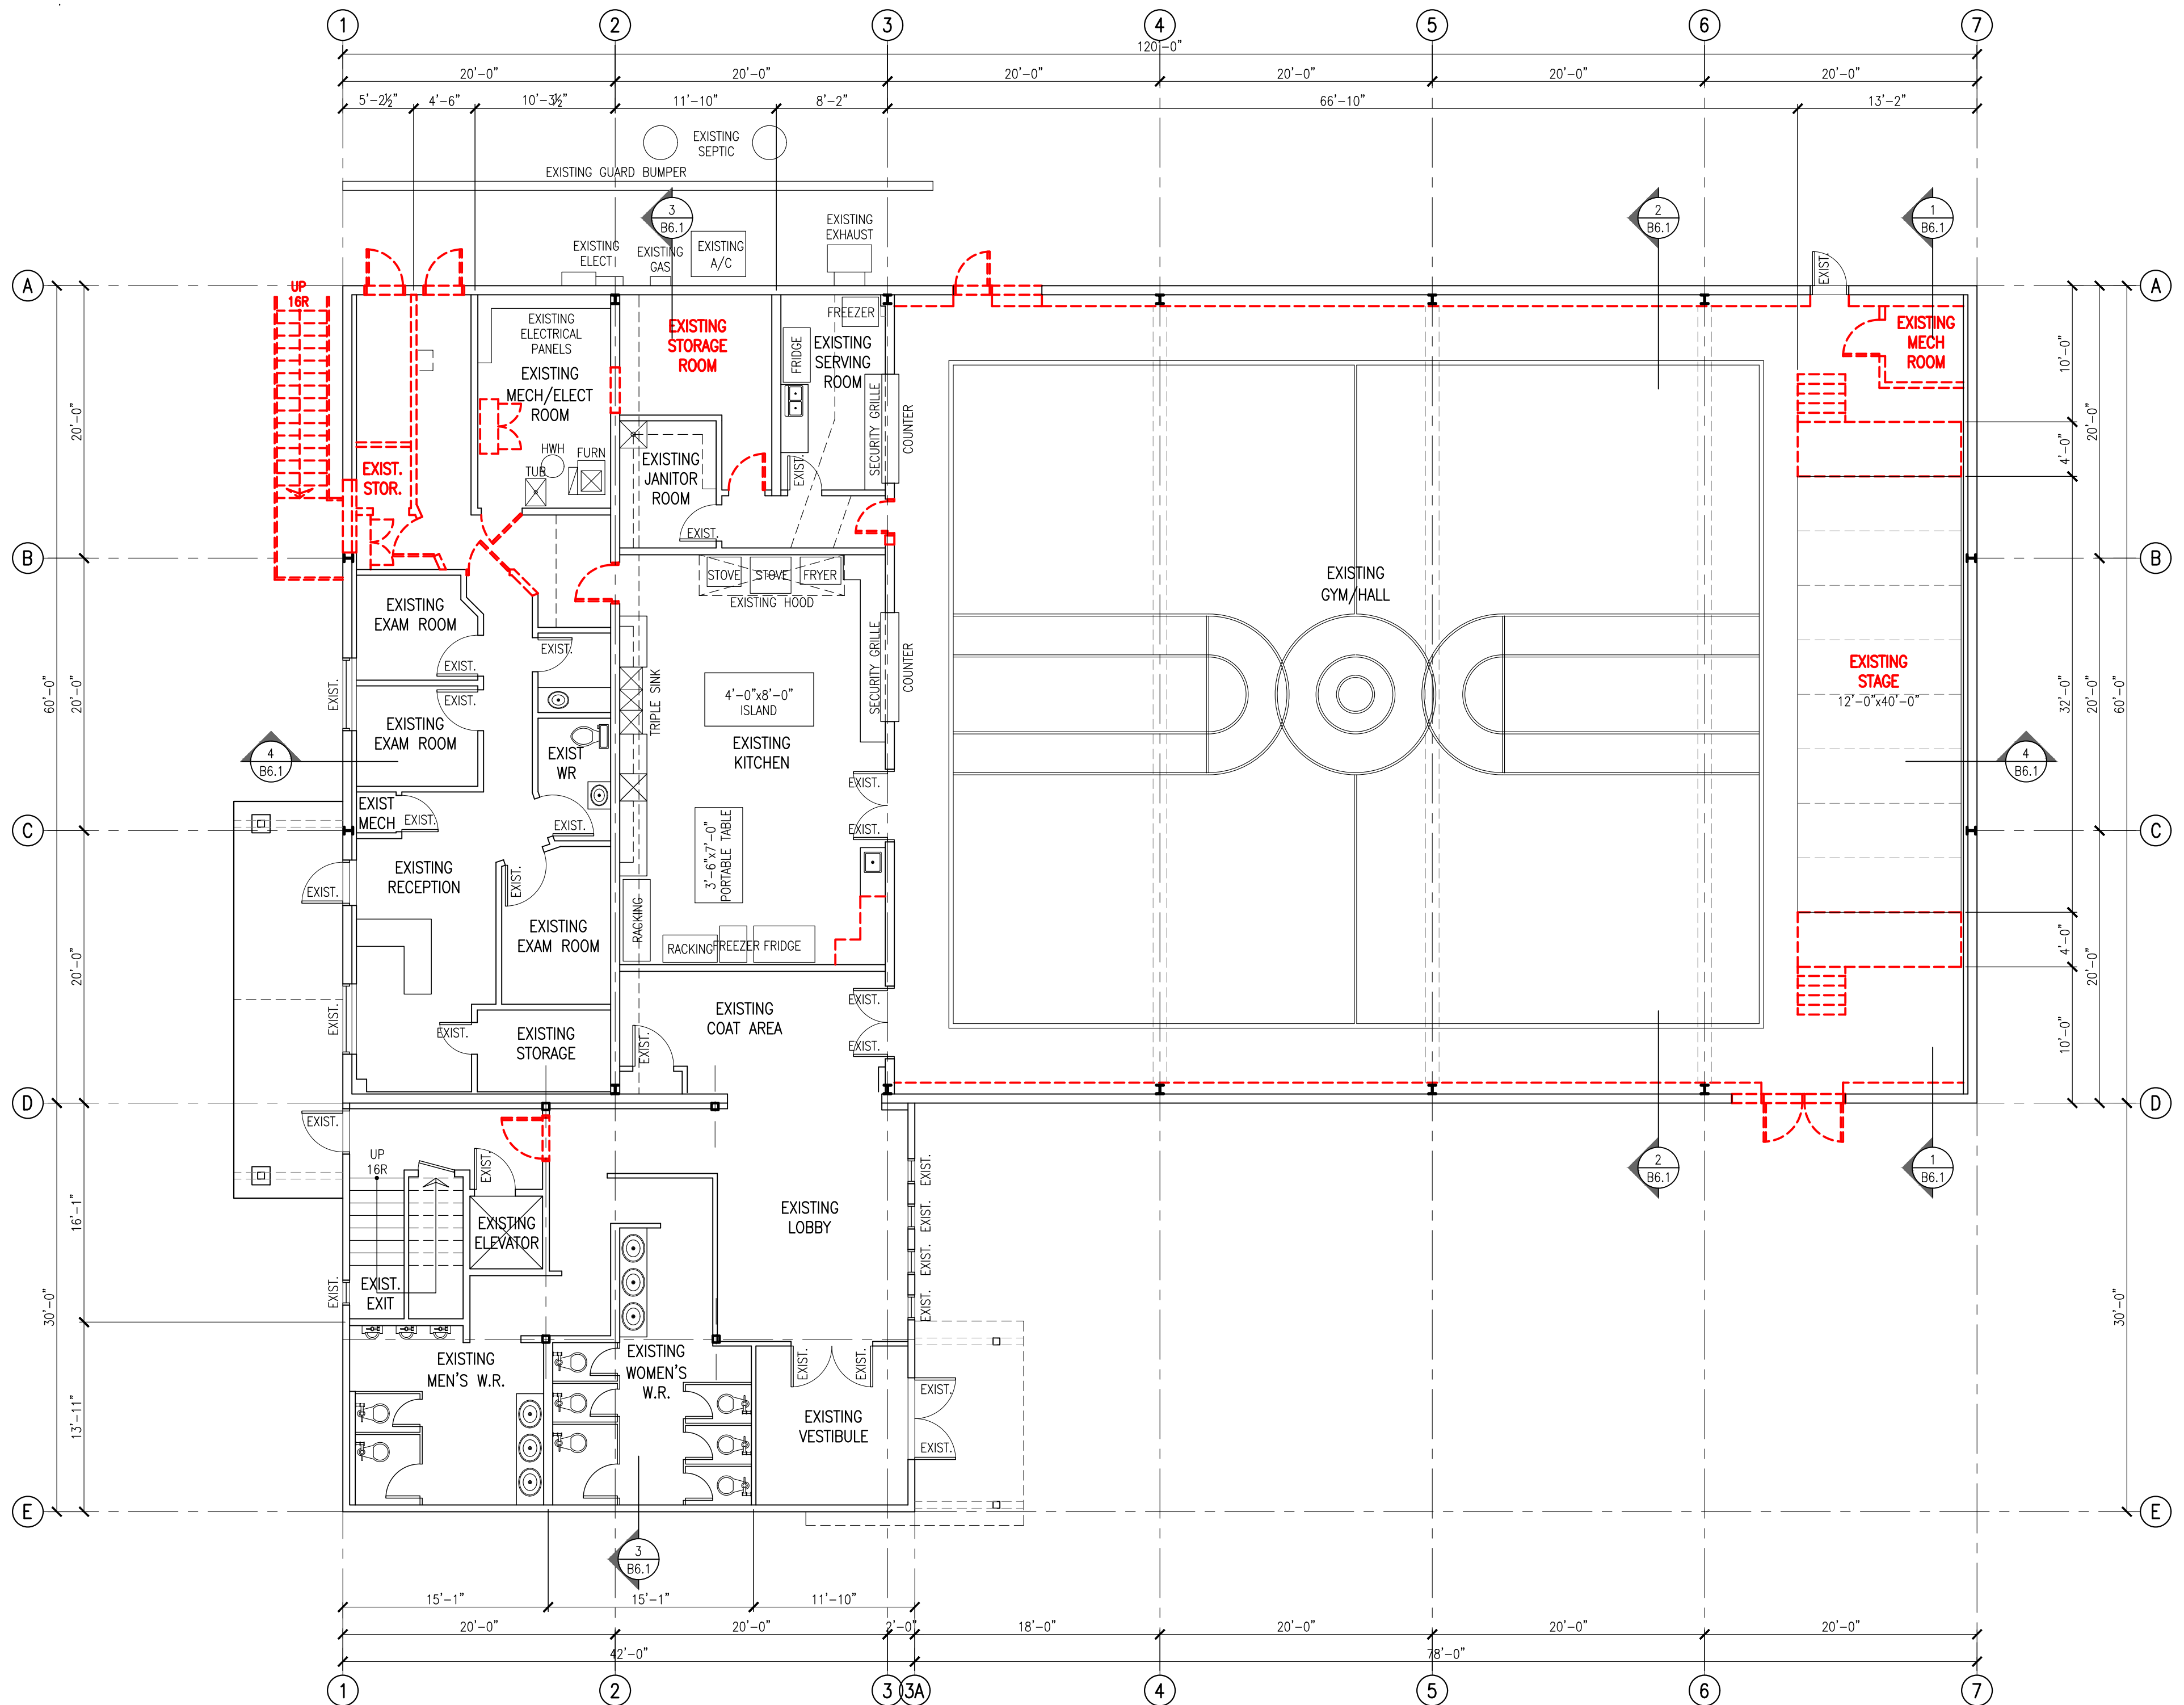 1 2 3 4 5 6 7
120'-0"
20'-0" 20'-0" 20'-0" 20'-0" 20'-0" 20'-0"
5'-2½" 4'-6" 10'-3½" 11'-10" 8'-2" 66'-10" 13'-2"
EXISTING
SEPTIC
EXISTING GUARD BUMPER
3
B6.1
2
B6.1
1
B6.1
EXISTING
ELECT
EXISTING
GAS
EXISTING
A/C
EXISTING
EXHAUST
EXIST.
A
A
UP
16R
EXISTING
ELECTRICAL
PANELS
EXISTING
MECH/ELECT
ROOM
HWH
FURN
TUB
EXIST.
STOR.
EXISTING
STORAGE
ROOM
FREEZER
FRIDGE
EXISTING
SERVING
ROOM
SECURITY GRILLE
COUNTER
EXIST.
EXISTING
JANITOR
ROOM
EXIST.
EXISTING
MECH
ROOM
10'-0"
4'-0"
20'-0"
20'-0"
B
B
STOVE
STOVE
FRYER
EXISTING HOOD
EXISTING
GYM/HALL
EXISTING
EXAM ROOM
EXIST.
EXIST.
EXIST.
EXIST.
EXISTING
EXAM ROOM
EXIST
WR
TRIPLE SINK
4'-0"x8'-0"
ISLAND
EXISTING
KITCHEN
SECURITY GRILLE
COUNTER
EXISTING
STAGE
12'-0"x40'-0"
60'-0"
20'-0"
32'-0"
20'-0"
60'-0"
4
B6.1
4
B6.1
EXIST.
EXIST.
EXIST
MECH
EXIST.
EXIST.
C
C
EXISTING
RECEPTION
EXIST.
EXIST.
3'-6"x7'-0"
PORTABLE TABLE
EXISTING
EXAM ROOM
RACKING
RACKING
FREEZER
FRIDGE
20'-0"
4'-0"
20'-0"
10'-0"
EXIST.
EXIST.
EXISTING
STORAGE
EXIST.
EXISTING
COAT AREA
EXIST.
EXIST.
D
D
EXIST.
UP
16R
EXIST.
EXISTING
ELEVATOR
EXISTING
LOBBY
EXIST.
EXIST.
EXIST.
EXIST.
2
B6.1
1
B6.1
16'-1"
30'-0"
30'-0"
EXIST.
EXIST.
EXIT
EXISTING
MEN'S W.R.
EXISTING
WOMEN'S
W.R.
EXIST.
EXIST.
EXISTING
VESTIBULE
EXIST.
EXIST.
13'-11"
E
E
3
B6.1
15'-1" 15'-1" 11'-10"
20'-0" 20'-0" 2'-0" 18'-0" 20'-0" 20'-0" 20'-0"
42'-0" 78'-0"
1 2 3 3A 4 5 6 7